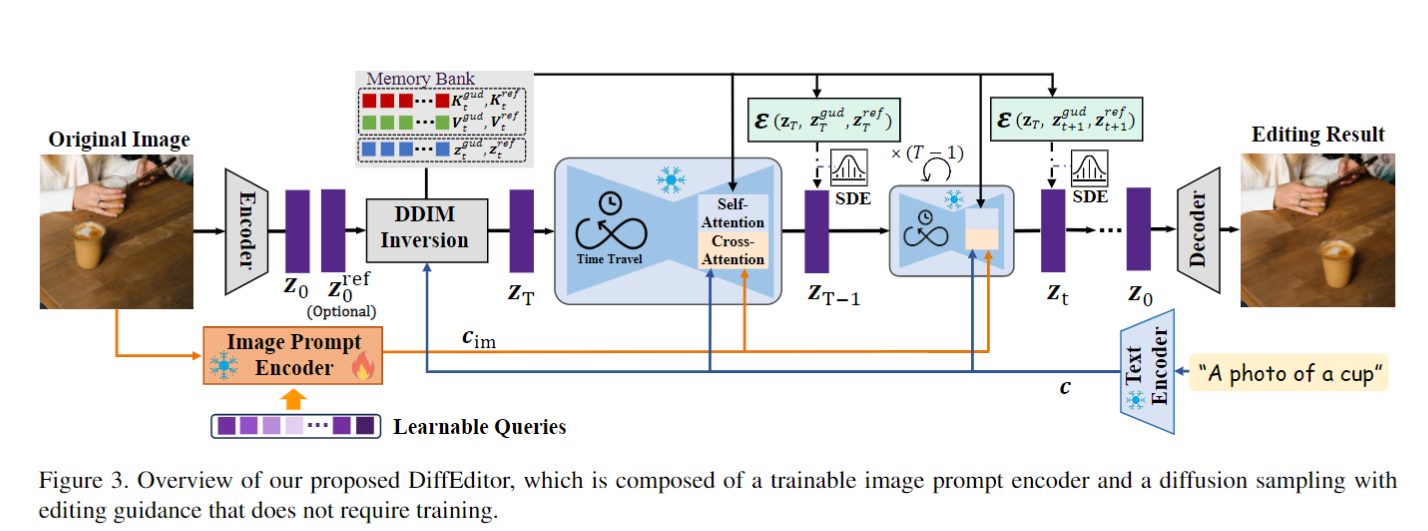 Memory Bank
K_t^{gud}, K_t^{ref}
V_t^{gud}, V_t^{ref}
z_t^{gud}, z_t^{ref}
Original Image
Encoder
Z_0
Z_0^{ref}
(Optional)
DDIM
Inversion
Z_T
Time Travel
Self-
Attention
Cross-
Attention
ℰ (z_T, z_T^{gud}, z_T^{ref})
SDE
Z_{T−1}
× (T − 1)
ℰ (z_T, z_{t+1}^{gud}, z_{t+1}^{ref})
SDE
Z_t
...
Z_0
Decoder
Editing Result
Image Prompt
Encoder
c_{im}
Learnable Queries
c
Text
Encoder
“A photo of a cup”
Figure 3. Overview of our proposed DiffEditor, which is composed of a trainable image prompt encoder and a diffusion sampling with
editing guidance that does not require training.